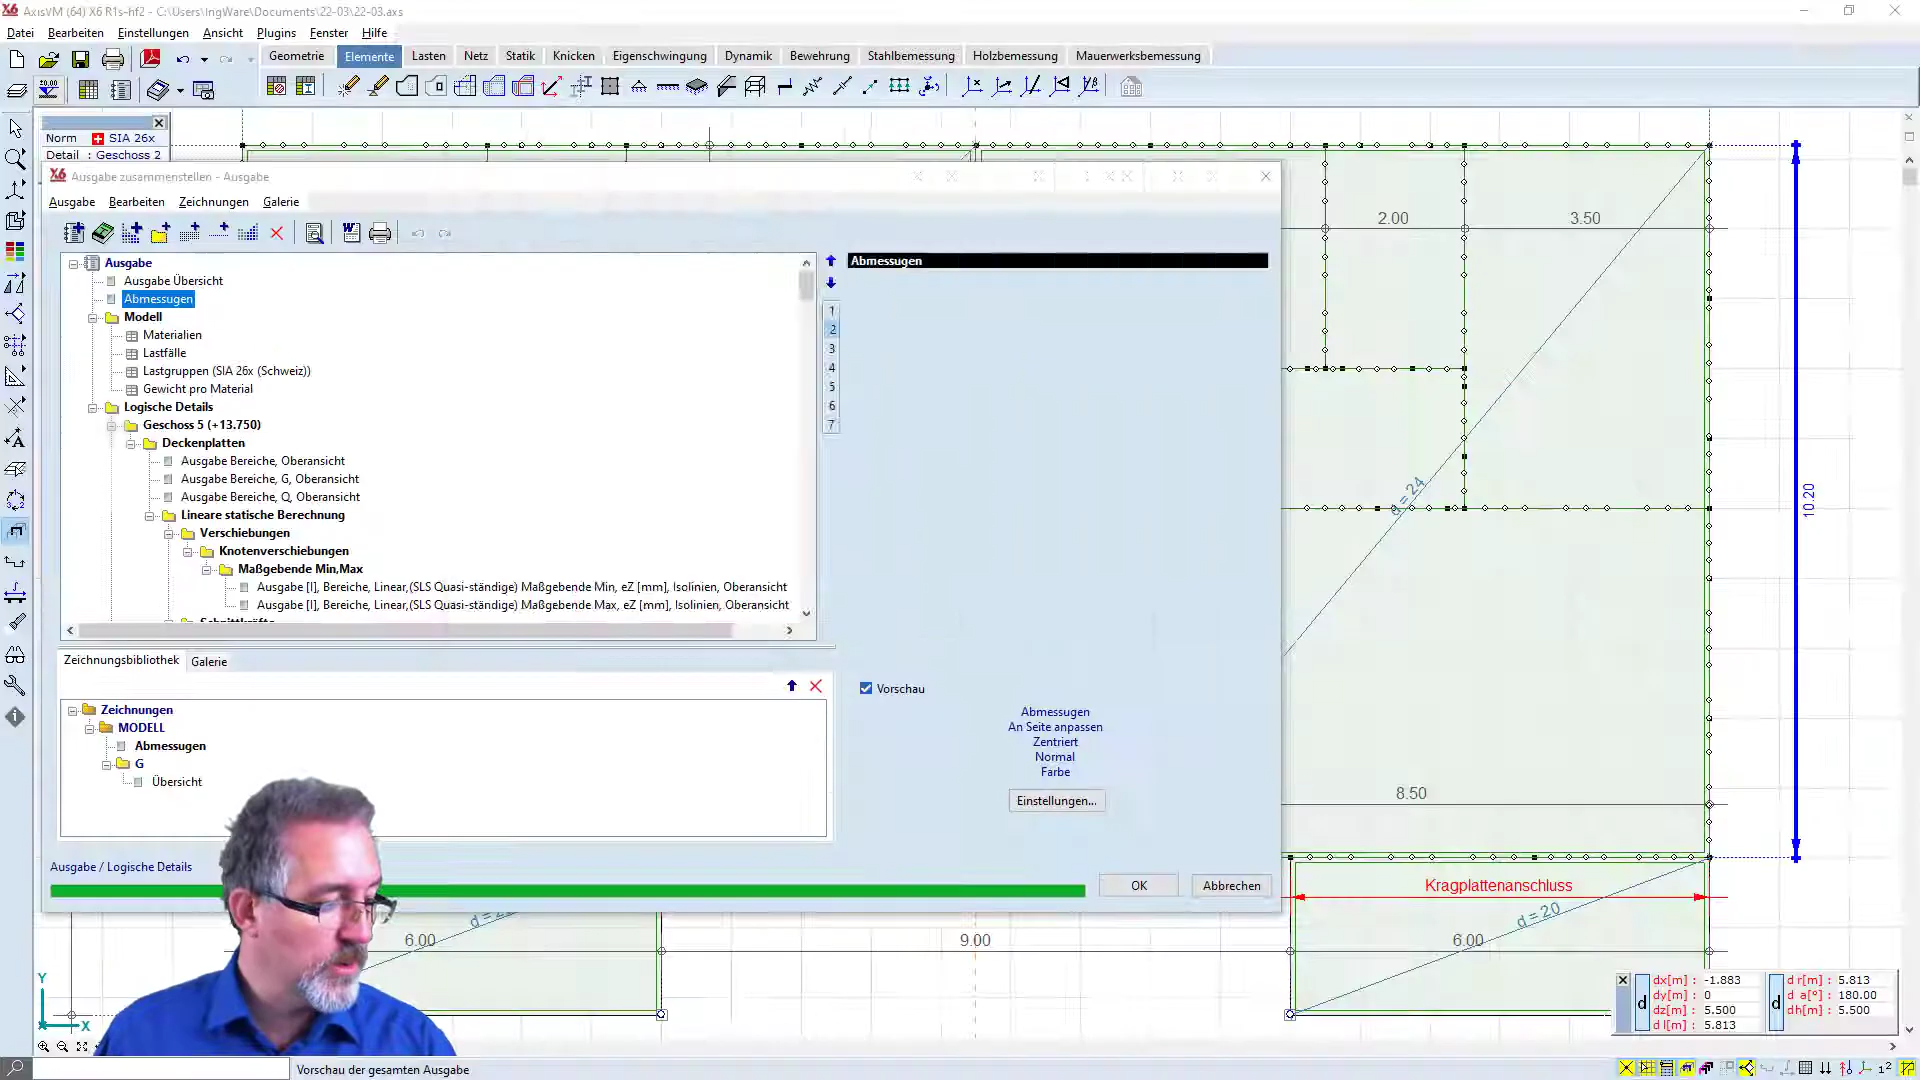 AxisVM (64) X6 R1s-hf2 - C:\Users\IngWare\Documents\22-03\22-03.axs
Datei Bearbeiten Einstellungen Ansicht Plugins Fenster Hilfe
Geometrie Elemente Lasten Netz Statik Knicken Eigenschwingung Dynamik Bewehrung Stahlbemessung Holzbemessung Mauerwerksbemessung
Norm SIA 26x
Detail : Geschoss 2
Ausgabe zusammenstellen - Ausgabe
Ausgabe Bearbeiten Zeichnungen Galerie
Ausgabe
Ausgabe Übersicht
Abmessugen
Modell
Materialien
Lastfälle
Lastgruppen (SIA 26x (Schweiz))
Gewicht pro Material
Logische Details
Geschoss 5 (+13.750)
Deckenplatten
Ausgabe Bereiche, Oberansicht
Ausgabe Bereiche, G, Oberansicht
Ausgabe Bereiche, Q, Oberansicht
Lineare statische Berechnung
Verschiebungen
Knotenverschiebungen
Maßgebende Min,Max
Ausgabe [I], Bereiche, Linear,(SLS Quasi-ständige) Maßgebende Min, eZ [mm], Isolinien, Oberansicht
Ausgabe [I], Bereiche, Linear,(SLS Quasi-ständige) Maßgebende Max, eZ [mm], Isolinien, Oberansicht
1
2
3
4
5
6
7
Abmessugen
Zeichnungsbibliothek Galerie
Zeichnungen
MODELL
Abmessugen
G
Übersicht
Vorschau
Abmessugen
An Seite anpassen
Zentriert
Normal
Farbe
Einstellungen...
Ausgabe / Logische Details
OK Abbrechen
2.00 3.50
d = 24
10.20
8.50
Kragplattenanschluss
d = 20
6.00 9.00 6.00
Y
X
d
dx[m] : -1.883
dy[m] : 0
dz[m] : 5.500
d l[m] : 5.813
d
d r[m] : 5.813
d a[°] : 180.00
dh[m] : 5.500
Vorschau der gesamten Ausgabe